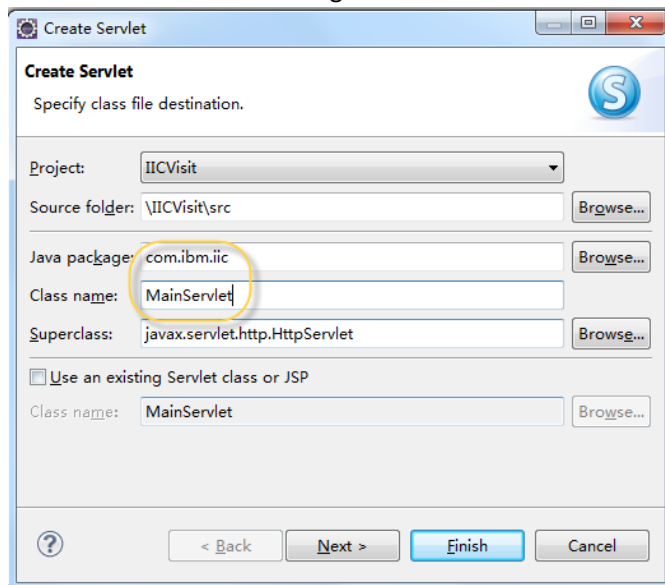 Create Servlet
Create Servlet
Specify class file destination.
S
Project: IICVisit
Source folder: \IICVisit\src Browse...
Java package: com.ibm.iic Browse...
Class name: MainServlet
Superclass: javax.servlet.http.HttpServlet Browse...
Use an existing Servlet class or JSP
Class name: MainServlet Browse...
? < Back Next > Finish Cancel